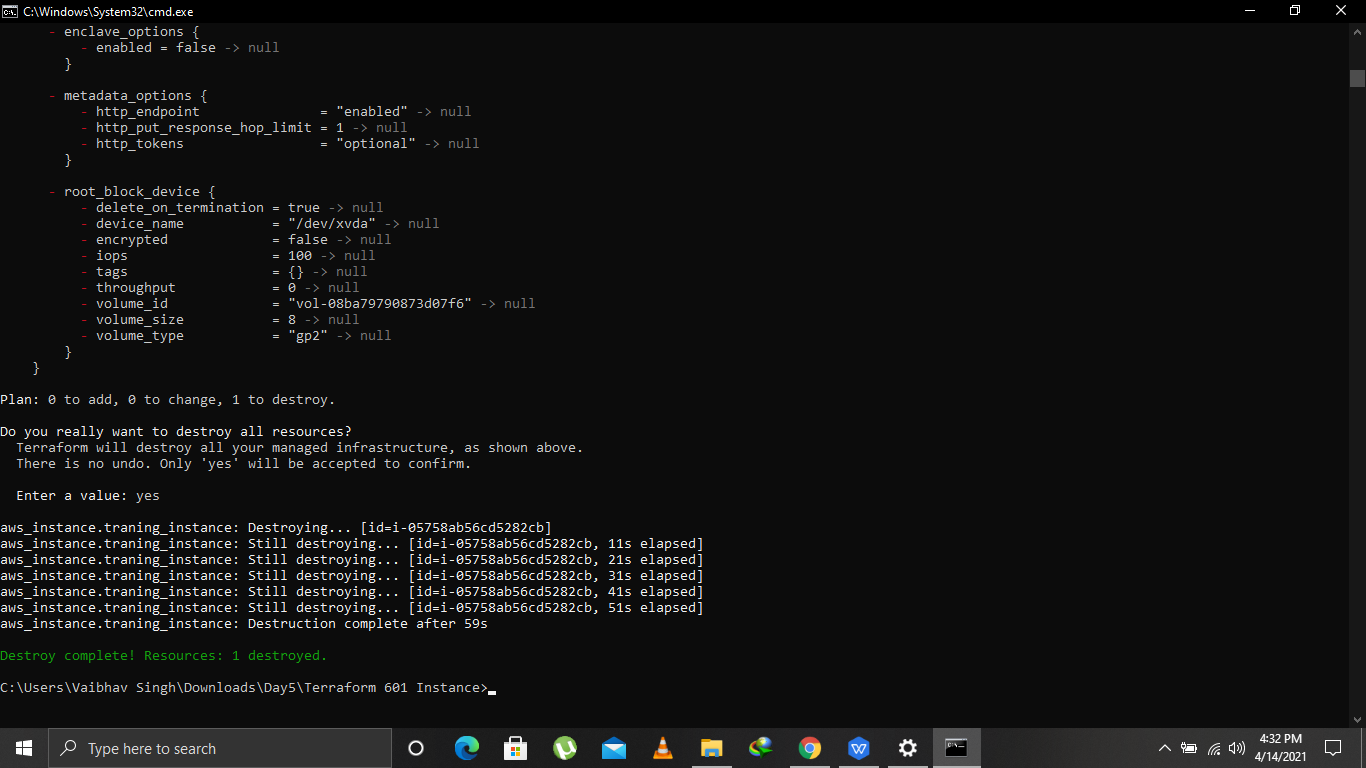 C:\Windows\System32\cmd.exe
- enclave_options {
- enabled = false -> null
}
- metadata_options {
- http_endpoint = "enabled" -> null
- http_put_response_hop_limit = 1 -> null
- http_tokens = "optional" -> null
}
- root_block_device {
- delete_on_termination = true -> null
- device_name = "/dev/xvda" -> null
- encrypted = false -> null
- iops = 100 -> null
- tags = {} -> null
- throughput = 0 -> null
- volume_id = "vol-08ba79790873d07f6" -> null
- volume_size = 8 -> null
- volume_type = "gp2" -> null
}
}
Plan: 0 to add, 0 to change, 1 to destroy.
Do you really want to destroy all resources?
Terraform will destroy all your managed infrastructure, as shown above.
There is no undo. Only 'yes' will be accepted to confirm.
Enter a value: yes
aws_instance.traning_instance: Destroying... [id=i-05758ab56cd5282cb]
aws_instance.traning_instance: Still destroying... [id=i-05758ab56cd5282cb, 11s elapsed]
aws_instance.traning_instance: Still destroying... [id=i-05758ab56cd5282cb, 21s elapsed]
aws_instance.traning_instance: Still destroying... [id=i-05758ab56cd5282cb, 31s elapsed]
aws_instance.traning_instance: Still destroying... [id=i-05758ab56cd5282cb, 41s elapsed]
aws_instance.traning_instance: Still destroying... [id=i-05758ab56cd5282cb, 51s elapsed]
aws_instance.traning_instance: Destruction complete after 59s
Destroy complete! Resources: 1 destroyed.
C:\Users\Vaibhav Singh\Downloads\Day5\Terraform 601 Instance>
Type here to search
4:32 PM
4/14/2021